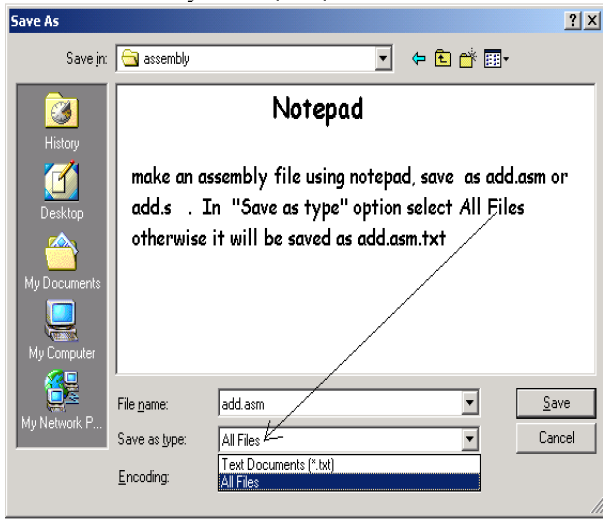 Save As
Save in:
assembly
History
Desktop
My Documents
My Computer
My Network P...
Notepad
make an assembly file using notepad, save as add.asm or
add.s . In "Save as type" option select All Files
otherwise it will be saved as add.asm.txt
File name:
add.asm
Save
Save as type:
All Files
Cancel
Text Documents (*.txt)
All Files
Encoding: